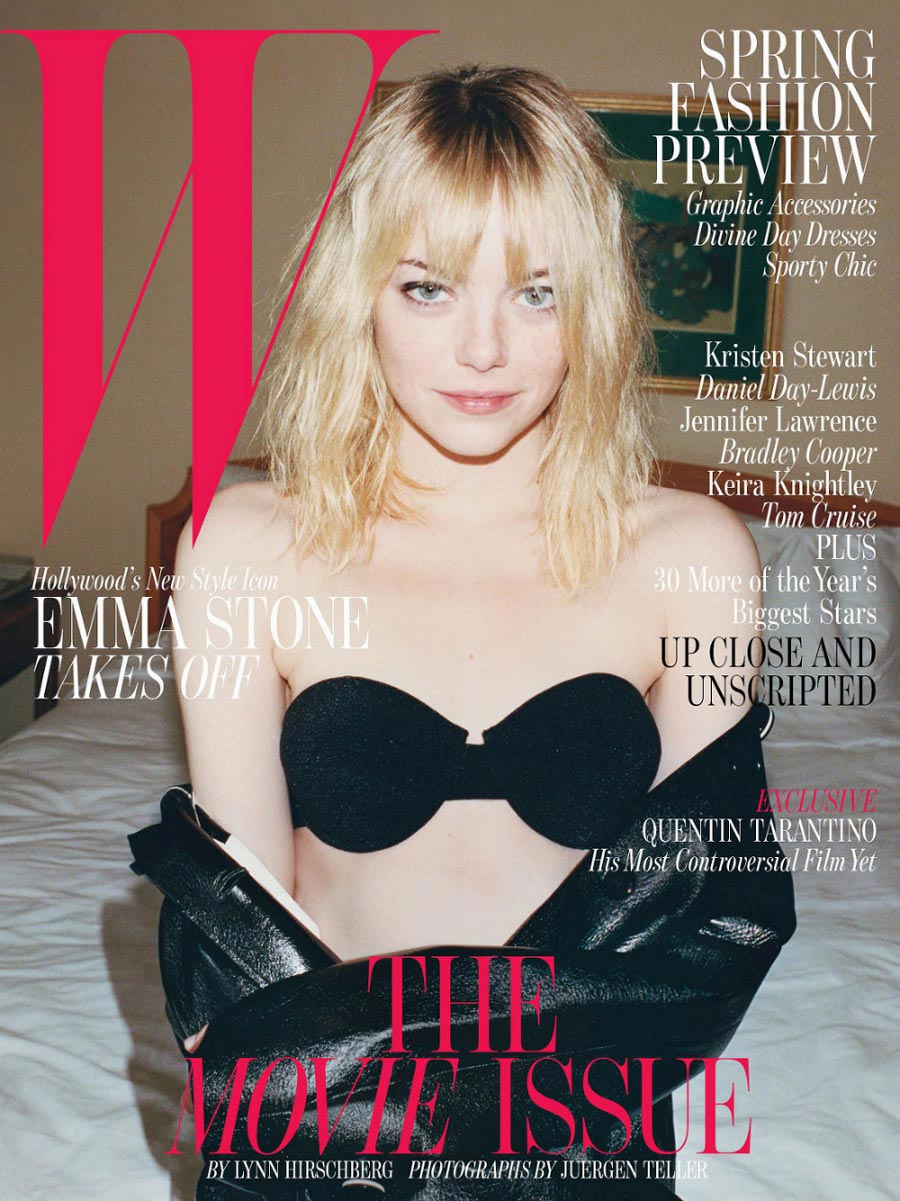 W
SPRING
FASHION
PREVIEW
Graphic Accessories
Divine Day Dresses
Sporty Chic
Kristen Stewart
Daniel Day-Lewis
Jennifer Lawrence
Bradley Cooper
Keira Knightley
Tom Cruise
PLUS
30 More of the Year's
Biggest Stars
UP CLOSE AND
UNSCRIPTED
Hollywood's New Style Icon
EMMA STONE
TAKES OFF
EXCLUSIVE
QUENTIN TARANTINO
His Most Controversial Film Yet
THE
MOVIE ISSUE
BY LYNN HIRSCHBERG PHOTOGRAPHS BY JUERGEN TELLER